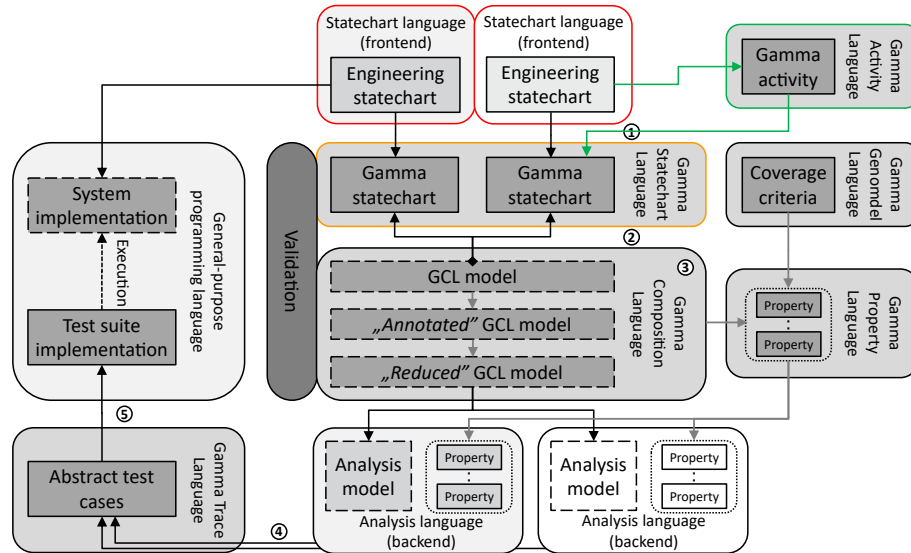 Statechart language
(frontend)
Engineering
statechart
Statechart language
(frontend)
Engineering
statechart
Gamma
activity
Gamma
Activity
Language
①
Gamma
statechart
Gamma
statechart
Gamma
Statechart
Language
Coverage
criteria
Gamma
Genomdel
Language
System
implementation
Execution
Test suite
implementation
General-purpose
programming language
Validation
②
③
GCL model
„Annotated” GCL model
„Reduced” GCL model
Gamma
Composition
Language
Property
⋮
Property
Gamma
Property
Language
⑤
Abstract test
cases
Gamma Trace
Language
④
Analysis
model
Property
⋮
Property
Analysis language
(backend)
Analysis
model
Property
⋮
Property
Analysis language
(backend)